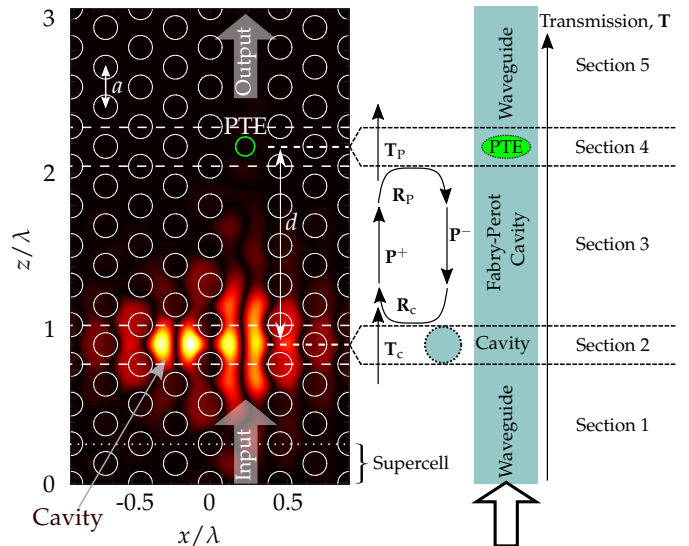 3
2
1
0
z/λ
-0.5
0
0.5
x/λ
a
Output
PTE
d
Input
Cavity
Supercell
T_P
R_P
P⁻
P⁺
R_c
T_c
Transmission, T
Waveguide
PTE
Fabry-Perot
Cavity
Cavity
Waveguide
Section 5
Section 4
Section 3
Section 2
Section 1